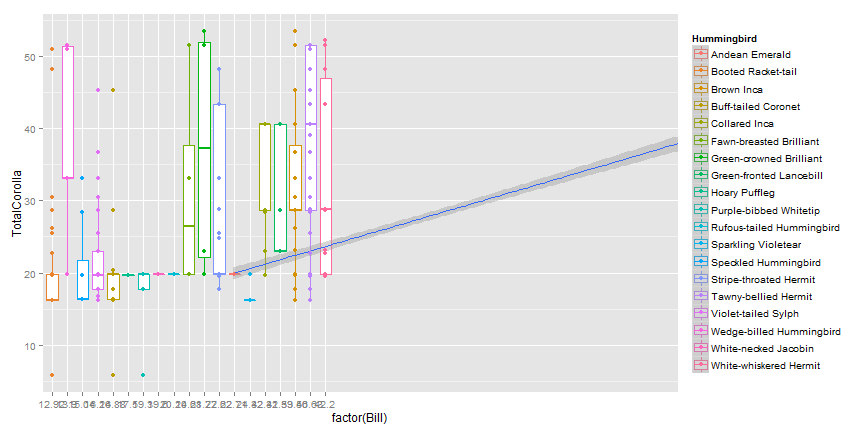 Hummingbird
Andean Emerald
Booted Racket-tail
Brown Inca
Buff-tailed Coronet
Collared Inca
Fawn-breasted Brilliant
Green-crowned Brilliant
Green-fronted Lancebill
Hoary Puffleg
Purple-bibbed Whitetip
Rufous-tailed Hummingbird
Sparkling Violetear
Speckled Hummingbird
Stripe-throated Hermit
Tawny-bellied Hermit
Violet-tailed Sylph
Wedge-billed Hummingbird
White-necked Jacobin
White-whiskered Hermit
TotalCorolla
50
40
30
20
10
factor(Bill)